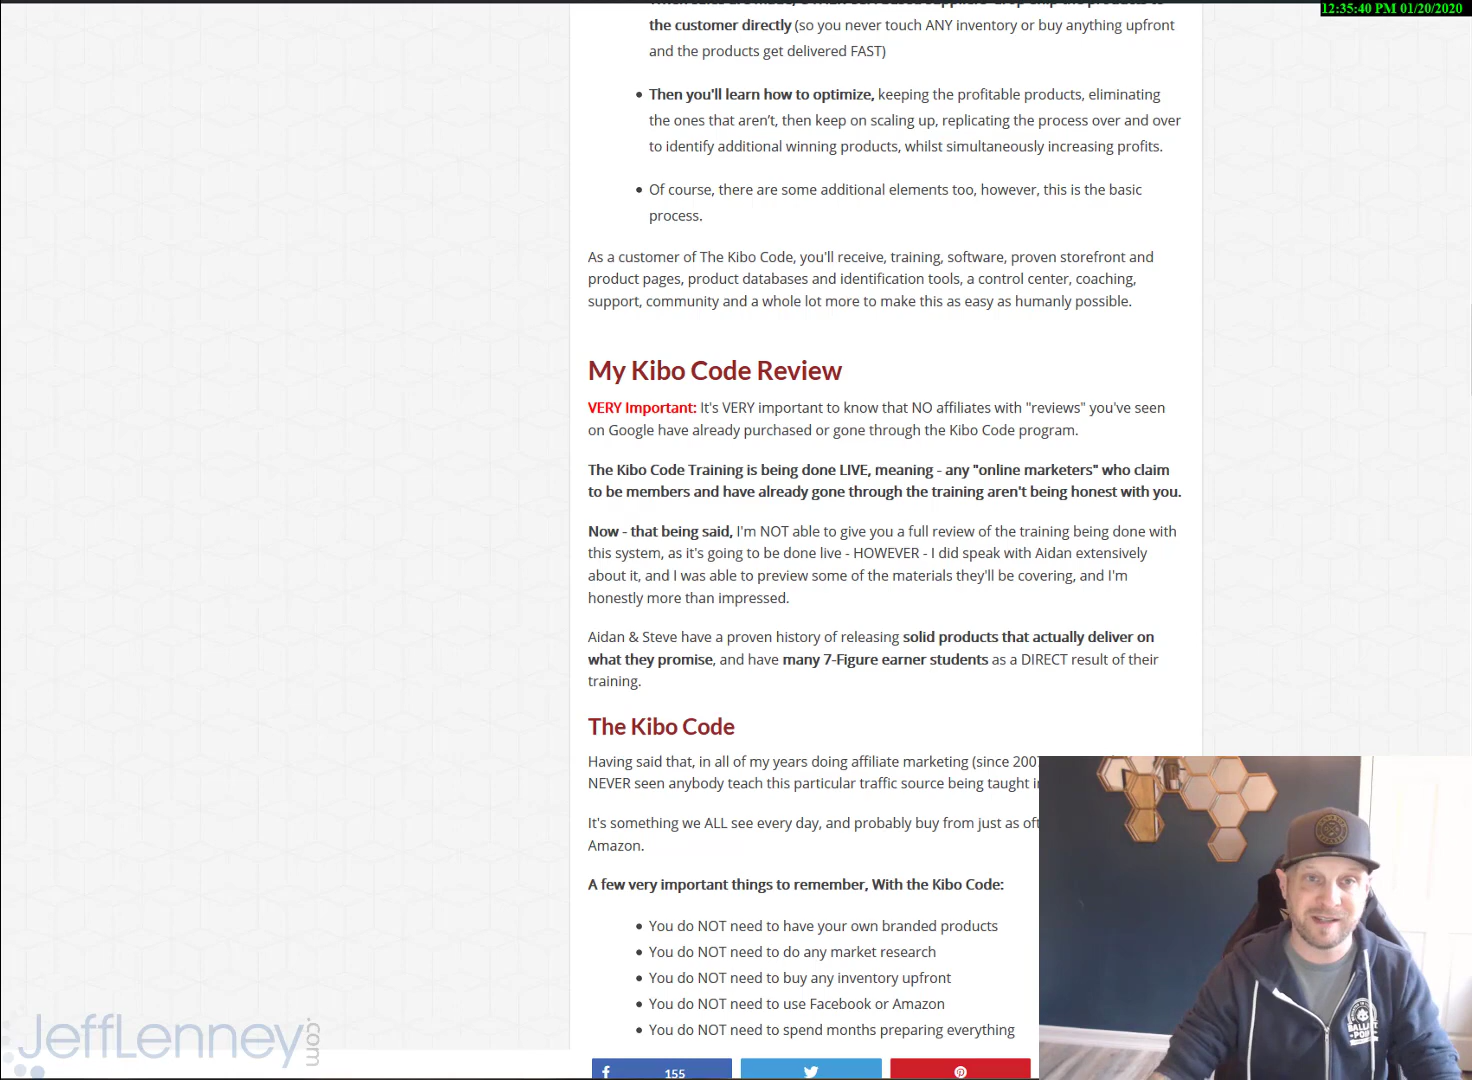 12:35:40 PM 01/20/2020
the customer directly (so you never touch ANY inventory or buy anything upfront
and the products get delivered FAST)
Then you'll learn how to optimize, keeping the profitable products, eliminating
the ones that aren't, then keep on scaling up, replicating the process over and over
to identify additional winning products, whilst simultaneously increasing profits.
Of course, there are some additional elements too, however, this is the basic
process.
As a customer of The Kibo Code, you'll receive, training, software, proven storefront and
product pages, product databases and identification tools, a control center, coaching,
support, community and a whole lot more to make this as easy as humanly possible.
My Kibo Code Review
VERY Important: It's VERY important to know that NO affiliates with "reviews" you've seen
on Google have already purchased or gone through the Kibo Code program.
The Kibo Code Training is being done LIVE, meaning - any "online marketers" who claim
to be members and have already gone through the training aren't being honest with you.
Now - that being said, I'm NOT able to give you a full review of the training being done with
this system, as it's going to be done live - HOWEVER - I did speak with Aidan extensively
about it, and I was able to preview some of the materials they'll be covering, and I'm
honestly more than impressed.
Aidan & Steve have a proven history of releasing solid products that actually deliver on
what they promise, and have many 7-Figure earner students as a DIRECT result of their
training.
The Kibo Code
Having said that, in all of my years doing affiliate marketing (since
NEVER seen anybody teach this particular traffic source being taught
It's something we ALL see every day, and probably buy from just as
Amazon.
A few very important things to remember, With the Kibo Code:
You do NOT need to have your own branded products
You do NOT need to do any market research
You do NOT need to buy any inventory upfront
You do NOT need to use Facebook or Amazon
You do NOT need to spend months preparing everything
JeffLenney.com
155
BALLAST
POINT